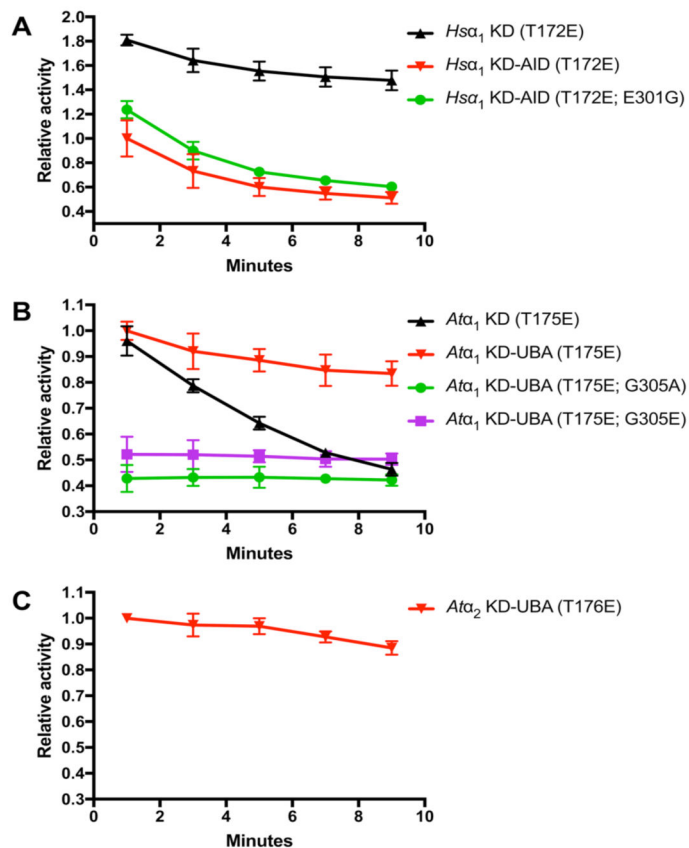 A
Relative activity
2.0
1.8
1.6
1.4
1.2
1.0
0.8
0.6
0.4
0 2 4 6 8 10
Minutes
Hsα1 KD (T172E)
Hsα1 KD-AID (T172E)
Hsα1 KD-AID (T172E; E301G)
B
Relative activity
1.1
1.0
0.9
0.8
0.7
0.6
0.5
0.4
0.3
0 2 4 6 8 10
Minutes
Atα1 KD (T175E)
Atα1 KD-UBA (T175E)
Atα1 KD-UBA (T175E; G305A)
Atα1 KD-UBA (T175E; G305E)
C
Relative activity
1.1
1.0
0.9
0.8
0.7
0.6
0.5
0.4
0.3
0 2 4 6 8 10
Minutes
Atα2 KD-UBA (T176E)